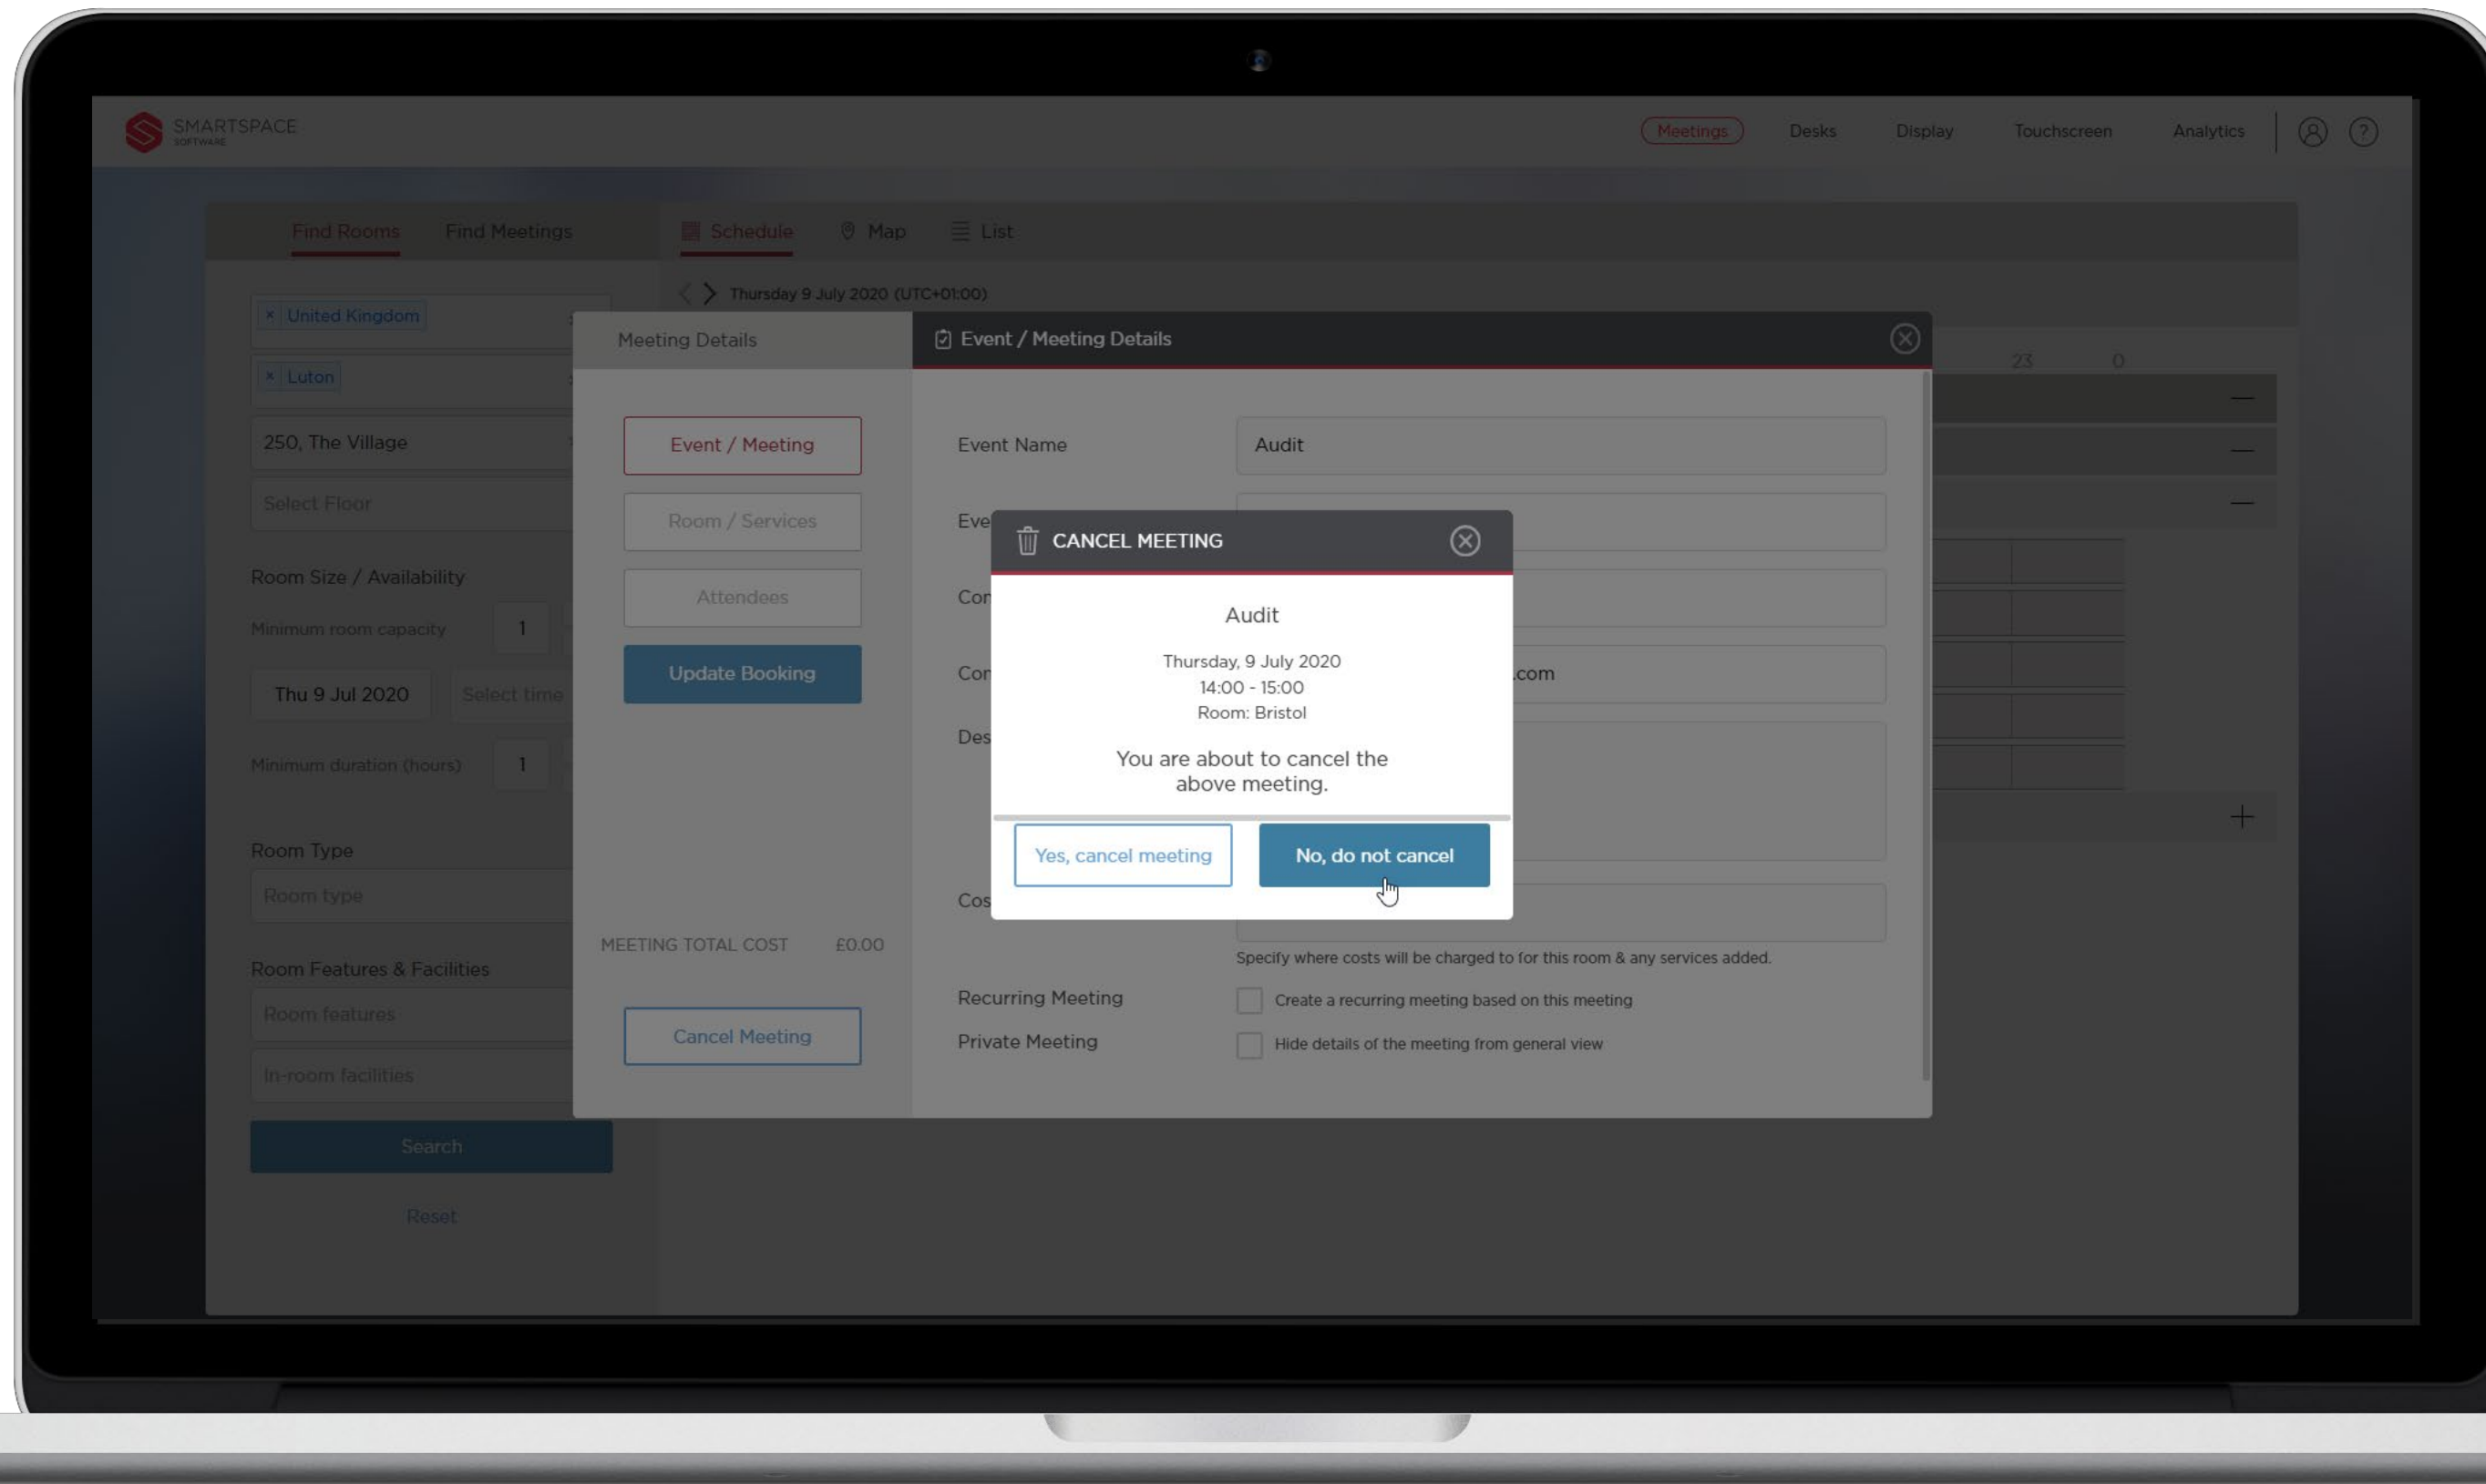 SMARTSPACE
SOFTWARE
Meetings Desks Display Touchscreen Analytics ?
Find Rooms Find Meetings Schedule Map List
Thursday 9 July 2020 (UTC+01:00)
× United Kingdom
× Luton
250, The Village
Select Floor
Room Size / Availability
Minimum room capacity 1
Thu 9 Jul 2020 Select time
Minimum duration (hours) 1
Room Type
Room type
Room Features & Facilities
Room features
In-room facilities
Search
Reset
23 0
Meeting Details
Event / Meeting
Room / Services
Attendees
Update Booking
MEETING TOTAL COST £0.00
Cancel Meeting
Event / Meeting Details
Event Name Audit
Eve
Con
Con .com
Des
Cos
Specify where costs will be charged to for this room & any services added.
Recurring Meeting Create a recurring meeting based on this meeting
Private Meeting Hide details of the meeting from general view
CANCEL MEETING
Audit
Thursday, 9 July 2020
14:00 - 15:00
Room: Bristol
You are about to cancel the
above meeting.
Yes, cancel meeting No, do not cancel